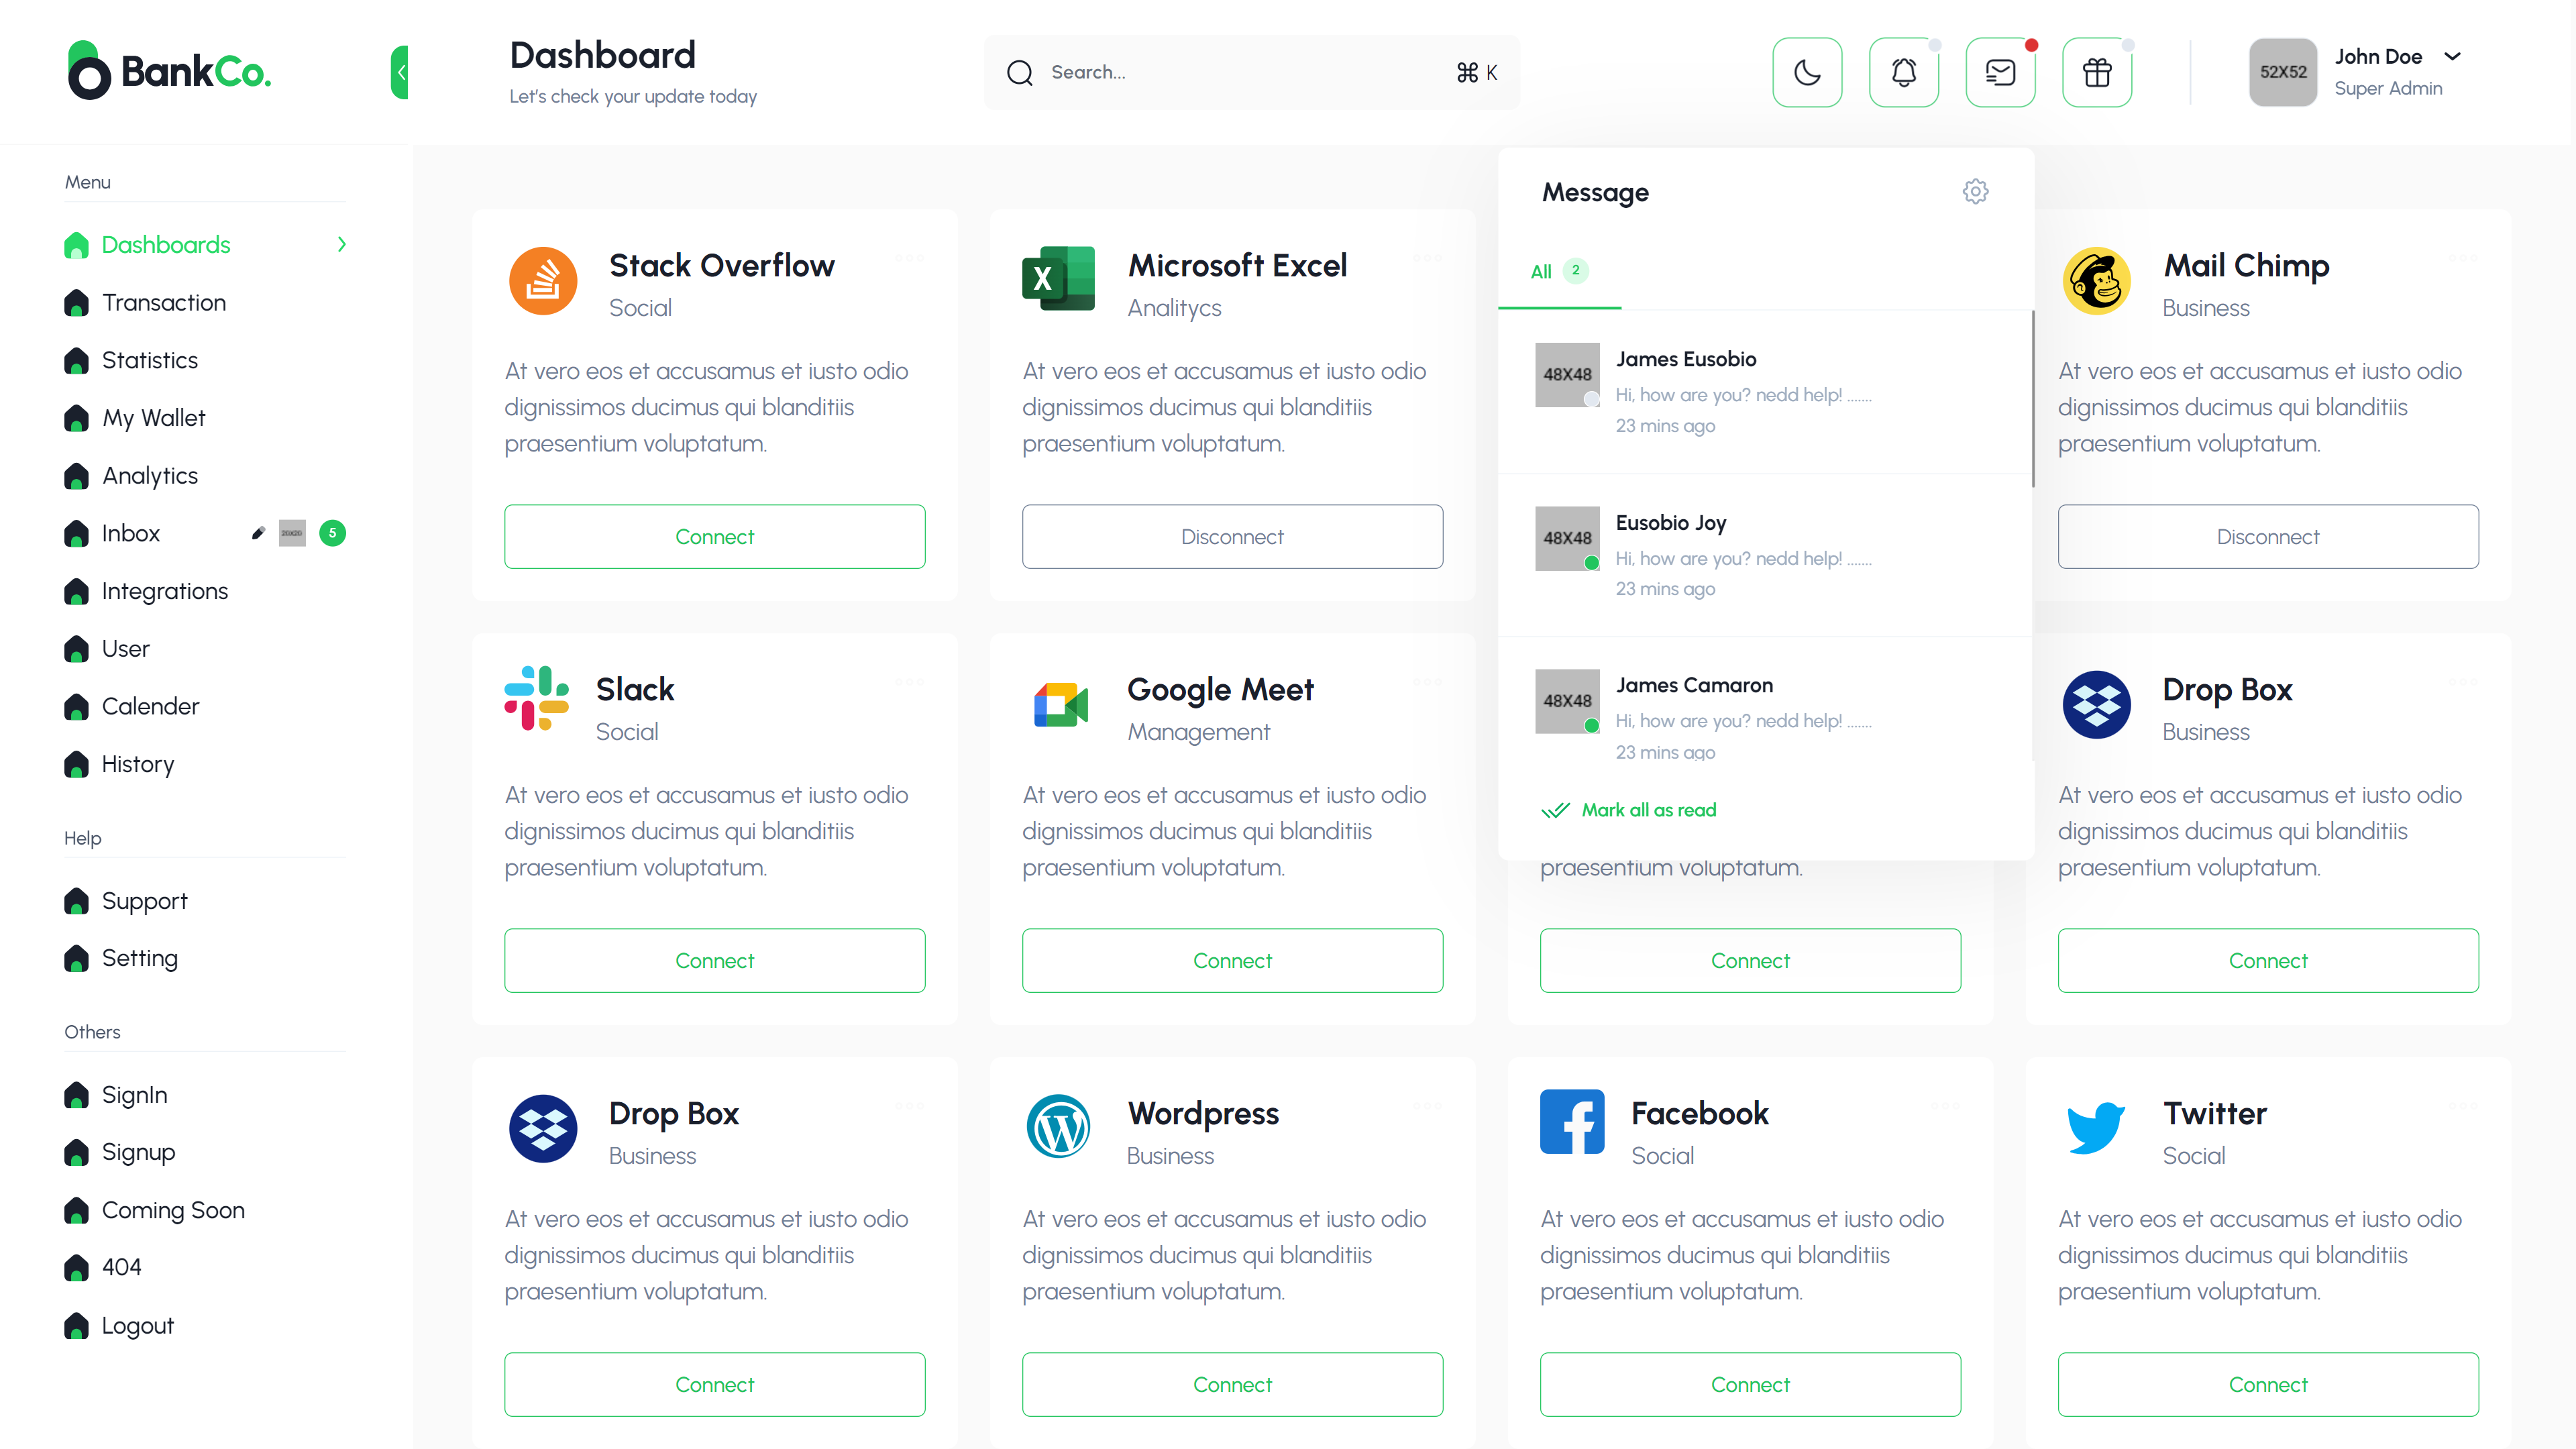 BankCo.
Dashboard
Let's check your update today
Search...
⌘ K
52X52
John Doe
Super Admin
Menu
Dashboards
Transaction
Statistics
My Wallet
Analytics
Inbox
5
Integrations
User
Calender
History
Help
Support
Setting
Others
SignIn
Signup
Coming Soon
404
Logout
Stack Overflow
Social
At vero eos et accusamus et iusto odio
dignissimos ducimus qui blanditiis
praesentium voluptatum.
Connect
X
Microsoft Excel
Analitycs
At vero eos et accusamus et iusto odio
dignissimos ducimus qui blanditiis
praesentium voluptatum.
Disconnect
Message
All 2
48X48
James Eusobio
Hi, how are you? nedd help! .......
23 mins ago
48X48
Eusobio Joy
Hi, how are you? nedd help! .......
23 mins ago
48X48
James Camaron
Hi, how are you? nedd help! .......
23 mins ago
Mark all as read
Mail Chimp
Business
At vero eos et accusamus et iusto odio
dignissimos ducimus qui blanditiis
praesentium voluptatum.
Disconnect
Slack
Social
At vero eos et accusamus et iusto odio
dignissimos ducimus qui blanditiis
praesentium voluptatum.
Connect
Google Meet
Management
At vero eos et accusamus et iusto odio
dignissimos ducimus qui blanditiis
praesentium voluptatum.
Connect
praesentium voluptatum.
Connect
Drop Box
Business
At vero eos et accusamus et iusto odio
dignissimos ducimus qui blanditiis
praesentium voluptatum.
Connect
Drop Box
Business
At vero eos et accusamus et iusto odio
dignissimos ducimus qui blanditiis
praesentium voluptatum.
Connect
Wordpress
Business
At vero eos et accusamus et iusto odio
dignissimos ducimus qui blanditiis
praesentium voluptatum.
Connect
Facebook
Social
At vero eos et accusamus et iusto odio
dignissimos ducimus qui blanditiis
praesentium voluptatum.
Connect
Twitter
Social
At vero eos et accusamus et iusto odio
dignissimos ducimus qui blanditiis
praesentium voluptatum.
Connect